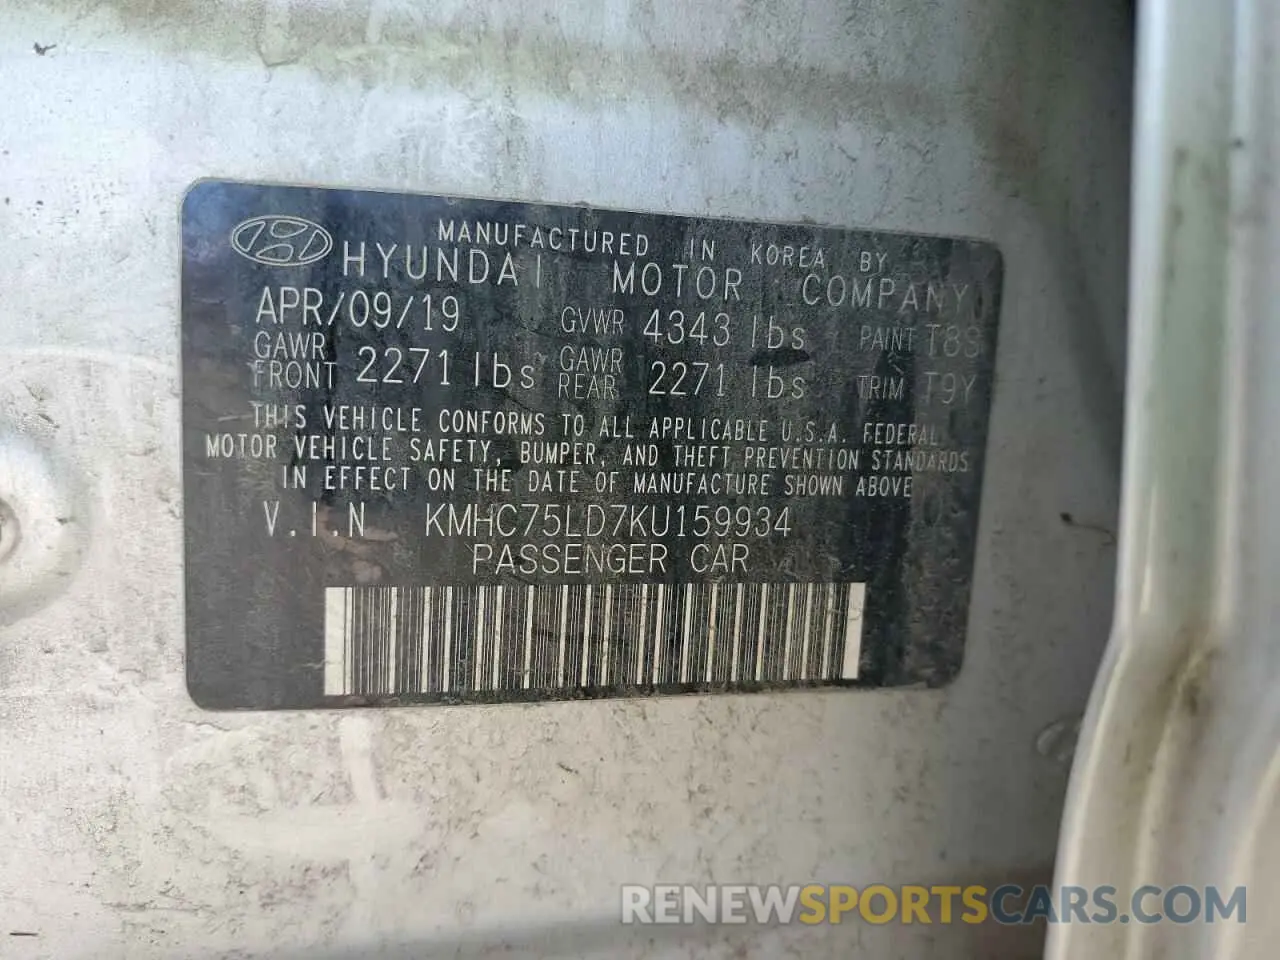 MANUFACTURED IN KOREA BY
HYUNDAI MOTOR COMPANY
APR/09/19 GVWR 4343 lbs PAINT T8S
GAWR FRONT 2271 lbs GAWR REAR 2271 lbs TRIM T9Y
THIS VEHICLE CONFORMS TO ALL APPLICABLE U.S.A. FEDERAL
MOTOR VEHICLE SAFETY, BUMPER, AND THEFT PREVENTION STANDARDS
IN EFFECT ON THE DATE OF MANUFACTURE SHOWN ABOVE
V.I.N KMHC75LD7KU159934
PASSENGER CAR
RENEWSPORTSCARS.COM